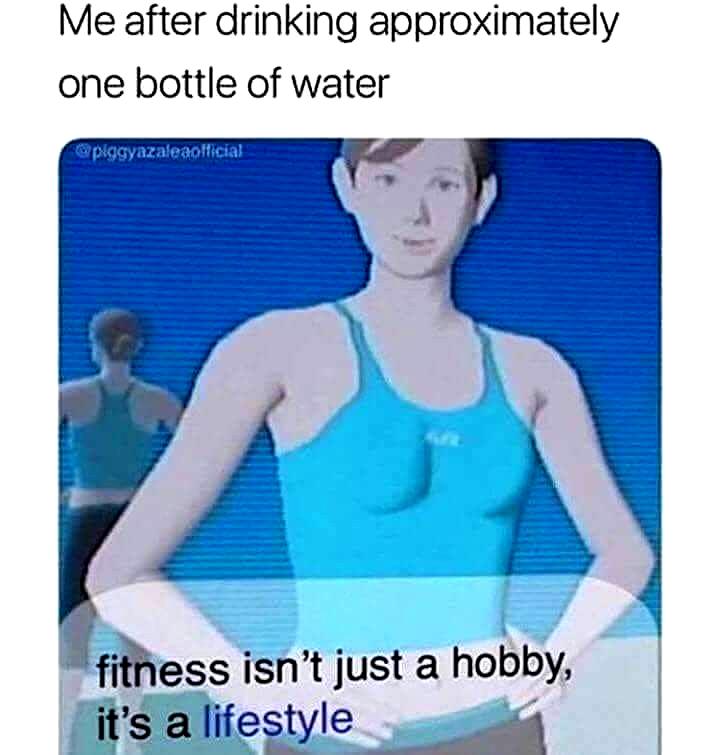 Me after drinking approximately
one bottle of water
@piggyazaleaofficial
fitness isn't just a hobby,
it's a lifestyle